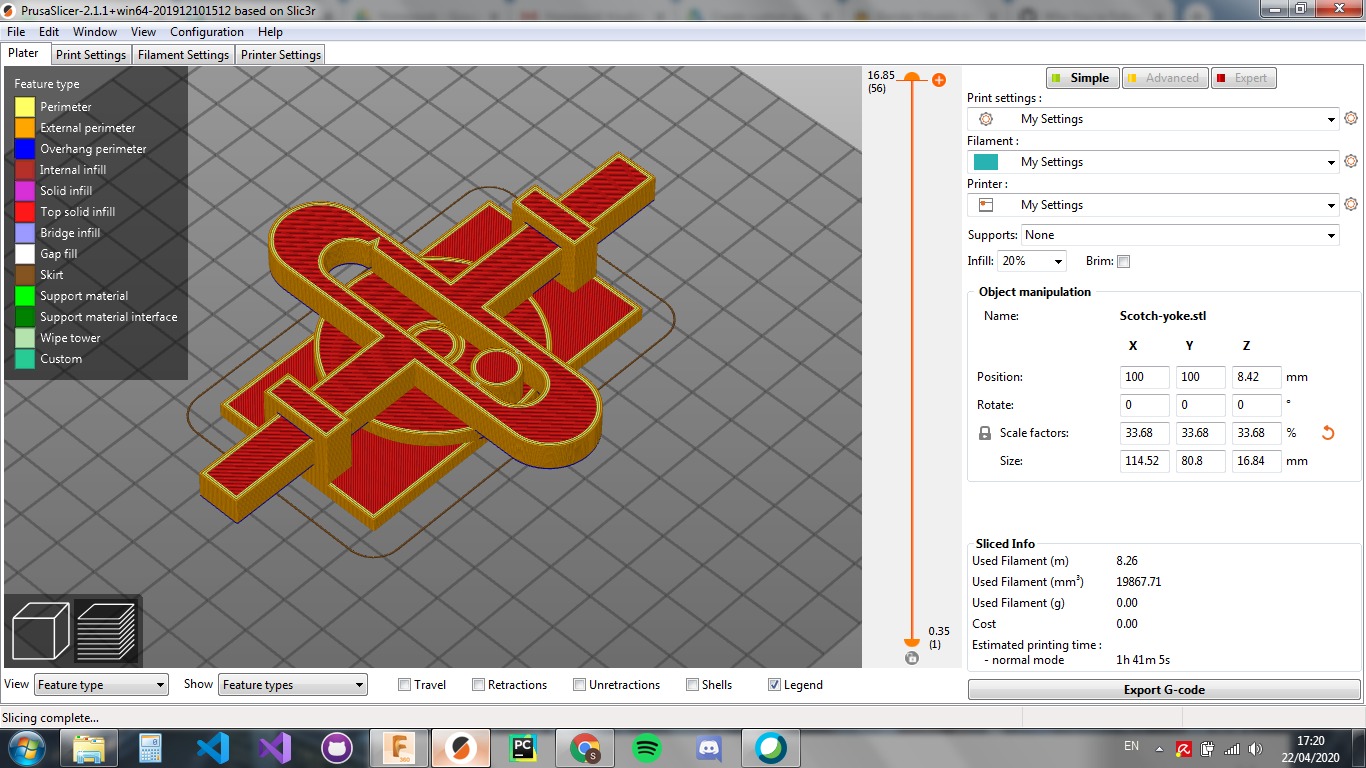 PrusaSlicer-2.1.1+win64-201912101512 based on Slic3r
File Edit Window View Configuration Help
Plater Print Settings Filament Settings Printer Settings
Feature type
Perimeter
External perimeter
Overhang perimeter
Internal infill
Solid infill
Top solid infill
Bridge infill
Gap fill
Skirt
Support material
Support material interface
Wipe tower
Custom
16.85
(56)
0.35
(1)
Simple Advanced Expert
Print settings :
My Settings
Filament :
My Settings
Printer :
My Settings
Supports: None
Infill: 20% Brim:
Object manipulation
Name: Scotch-yoke.stl
X Y Z
Position: 100 100 8.42 mm
Rotate: 0 0 0 °
Scale factors: 33.68 33.68 33.68 %
Size: 114.52 80.8 16.84 mm
Sliced Info
Used Filament (m) 8.26
Used Filament (mm³) 19867.71
Used Filament (g) 0.00
Cost 0.00
Estimated printing time :
- normal mode 1h 41m 5s
Export G-code
View Feature type Show Feature types Travel Retractions Unretractions Shells Legend
Slicing complete...
F
360
PC
S
EN
17:20
22/04/2020